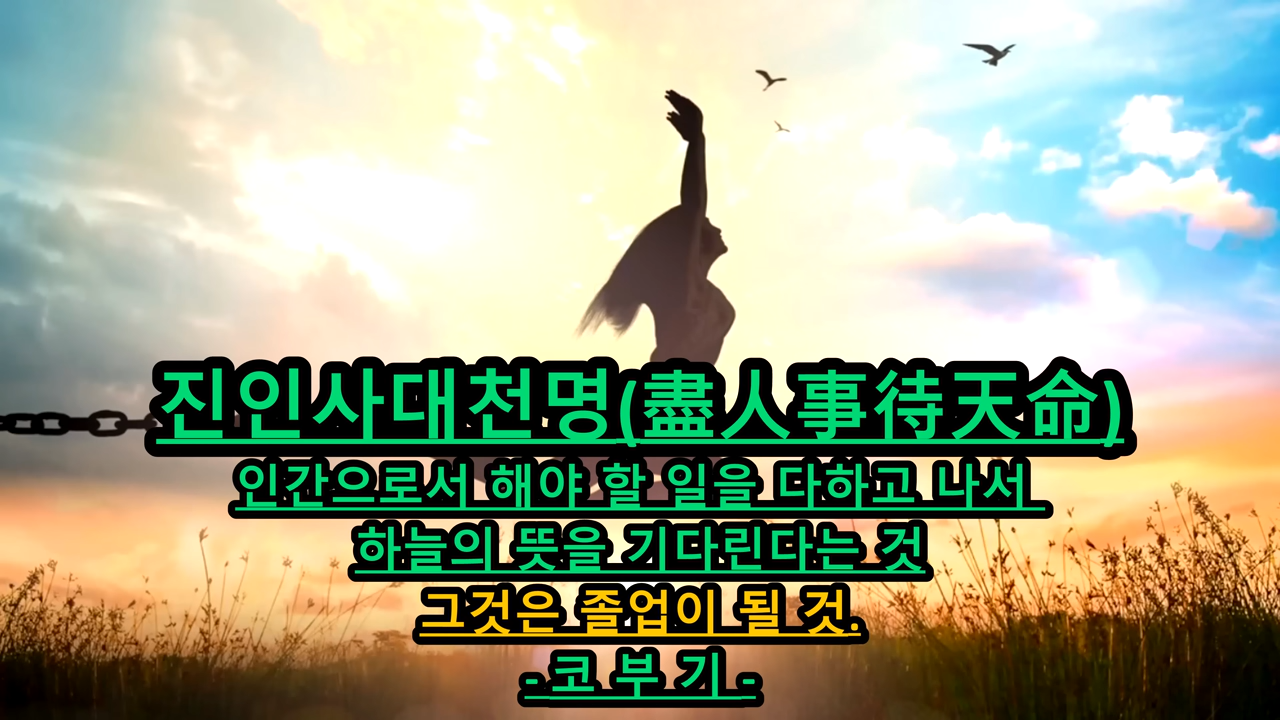 진인사대천명(盡人事待天命)
인간으로서 해야 할 일을 다하고 나서
하늘의 뜻을 기다린다는 것
그것은 졸업이 될 것.
- 코 부 기 -